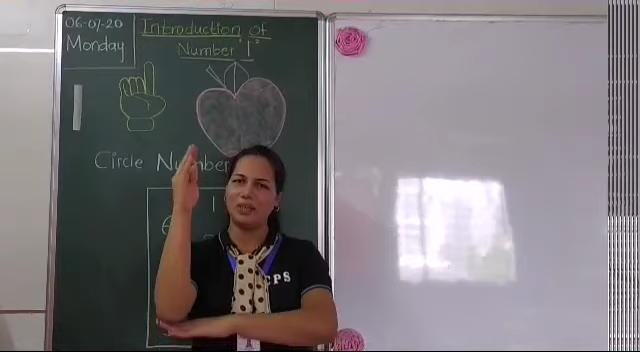 06-07-20
Monday
Introduction of
Number "1"
1
Circle Number
CPS